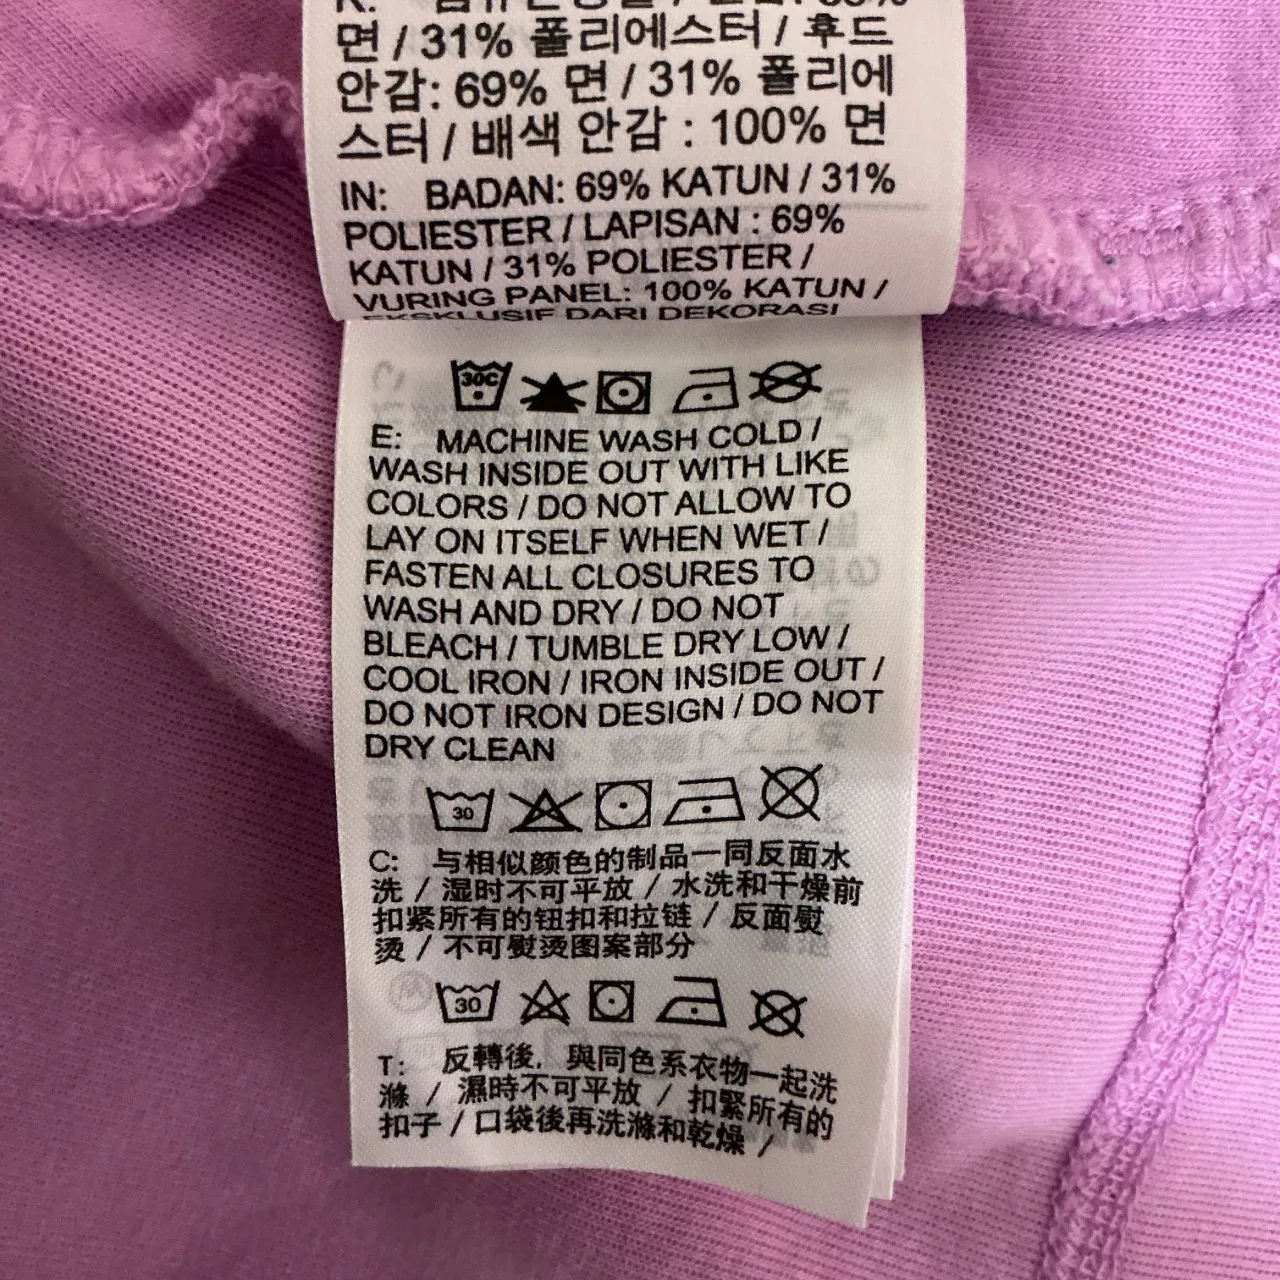 면 / 31% 폴리에스터 / 후드
안감: 69% 면 / 31% 폴리에
스터 / 배색 안감 : 100% 면
IN: BADAN: 69% KATUN / 31%
POLIESTER / LAPISAN : 69%
KATUN / 31% POLIESTER /
VURING PANEL: 100% KATUN /
EKSKLUSIF DARI DEKORASI
30C
E: MACHINE WASH COLD /
WASH INSIDE OUT WITH LIKE
COLORS / DO NOT ALLOW TO
LAY ON ITSELF WHEN WET /
FASTEN ALL CLOSURES TO
WASH AND DRY / DO NOT
BLEACH / TUMBLE DRY LOW /
COOL IRON / IRON INSIDE OUT /
DO NOT IRON DESIGN / DO NOT
DRY CLEAN
30
C: 与相似颜色的制品一同反面水
洗 / 湿时不可平放 / 水洗和干燥前
扣紧所有的钮扣和拉链 / 反面熨
烫 / 不可熨烫图案部分
30
T: 反轉後, 與同色系衣物一起洗
滌 / 濕時不可平放 / 扣緊所有的
扣子 / 口袋後再洗滌和乾燥 /